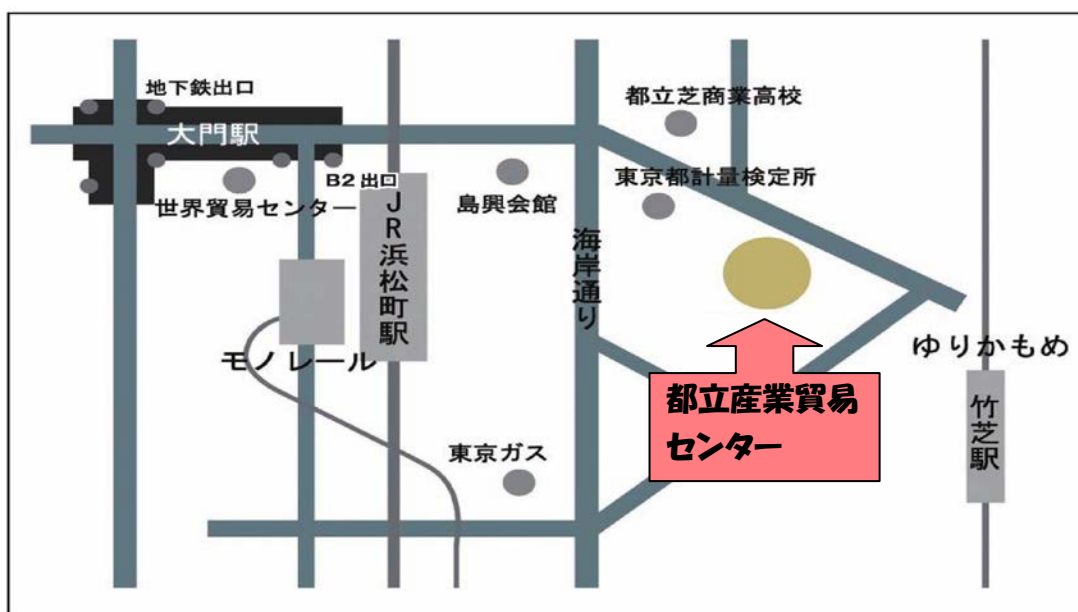 地下鉄出口
大門駅
都立芝商業高校
B2出口
世界貿易センター
島興会館
東京都計量検定所
JR浜松町駅
海岸通り
モノレール
ゆりかもめ
都立産業貿易
センター
竹芝駅
東京ガス